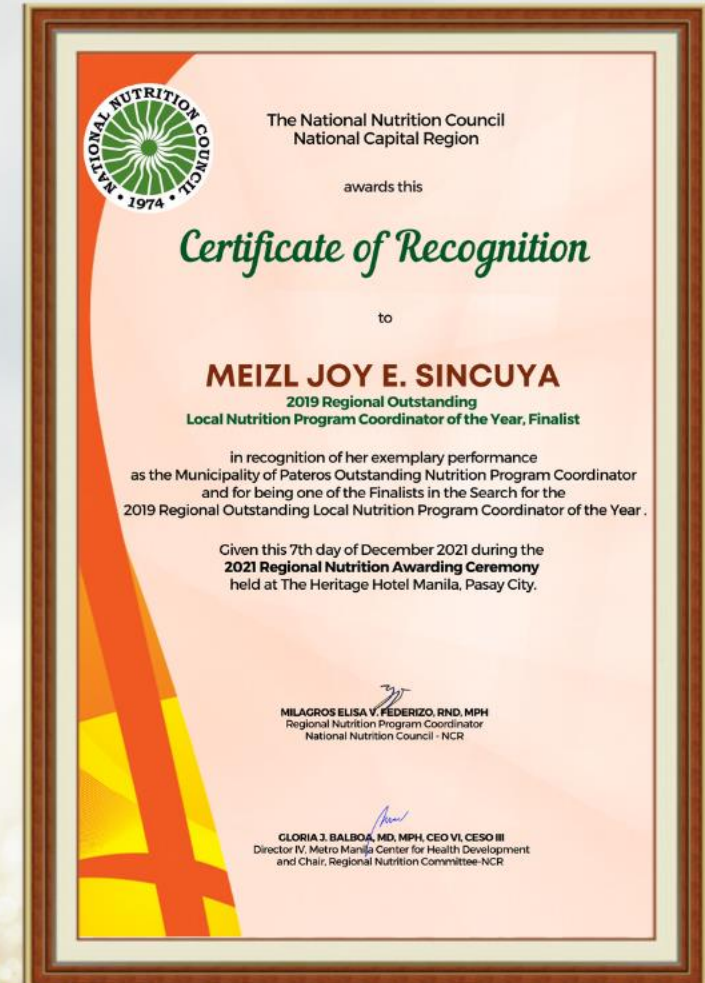 NATIONAL NUTRITION COUNCIL
• 1974 •
The National Nutrition Council
National Capital Region
awards this
Certificate of Recognition
to
MEIZL JOY E. SINCUYA
2019 Regional Outstanding
Local Nutrition Program Coordinator of the Year, Finalist
in recognition of her exemplary performance
as the Municipality of Pateros Outstanding Nutrition Program Coordinator
and for being one of the Finalists in the Search for the
2019 Regional Outstanding Local Nutrition Program Coordinator of the Year .
Given this 7th day of December 2021 during the
2021 Regional Nutrition Awarding Ceremony
held at The Heritage Hotel Manila, Pasay City.
MILAGROS ELISA V. FEDERIZO, RND, MPH
Regional Nutrition Program Coordinator
National Nutrition Council - NCR
GLORIA J. BALBOA, MD, MPH, CEO VI, CESO III
Director IV, Metro Manila Center for Health Development
and Chair, Regional Nutrition Committee-NCR